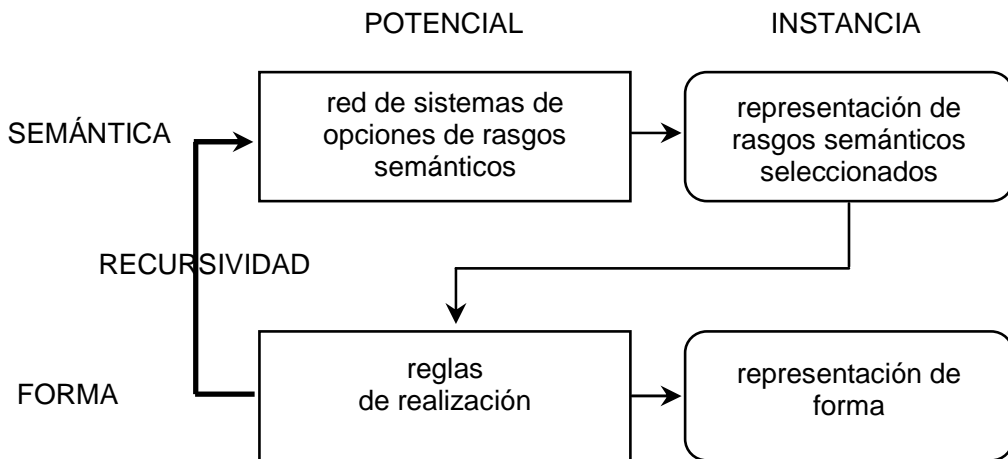 POTENCIAL
INSTANCIA
SEMÁNTICA
red de sistemas de
opciones de rasgos
semánticos
representación de
rasgos semánticos
seleccionados
RECURSIVIDAD
FORMA
reglas
de realización
representación de
forma